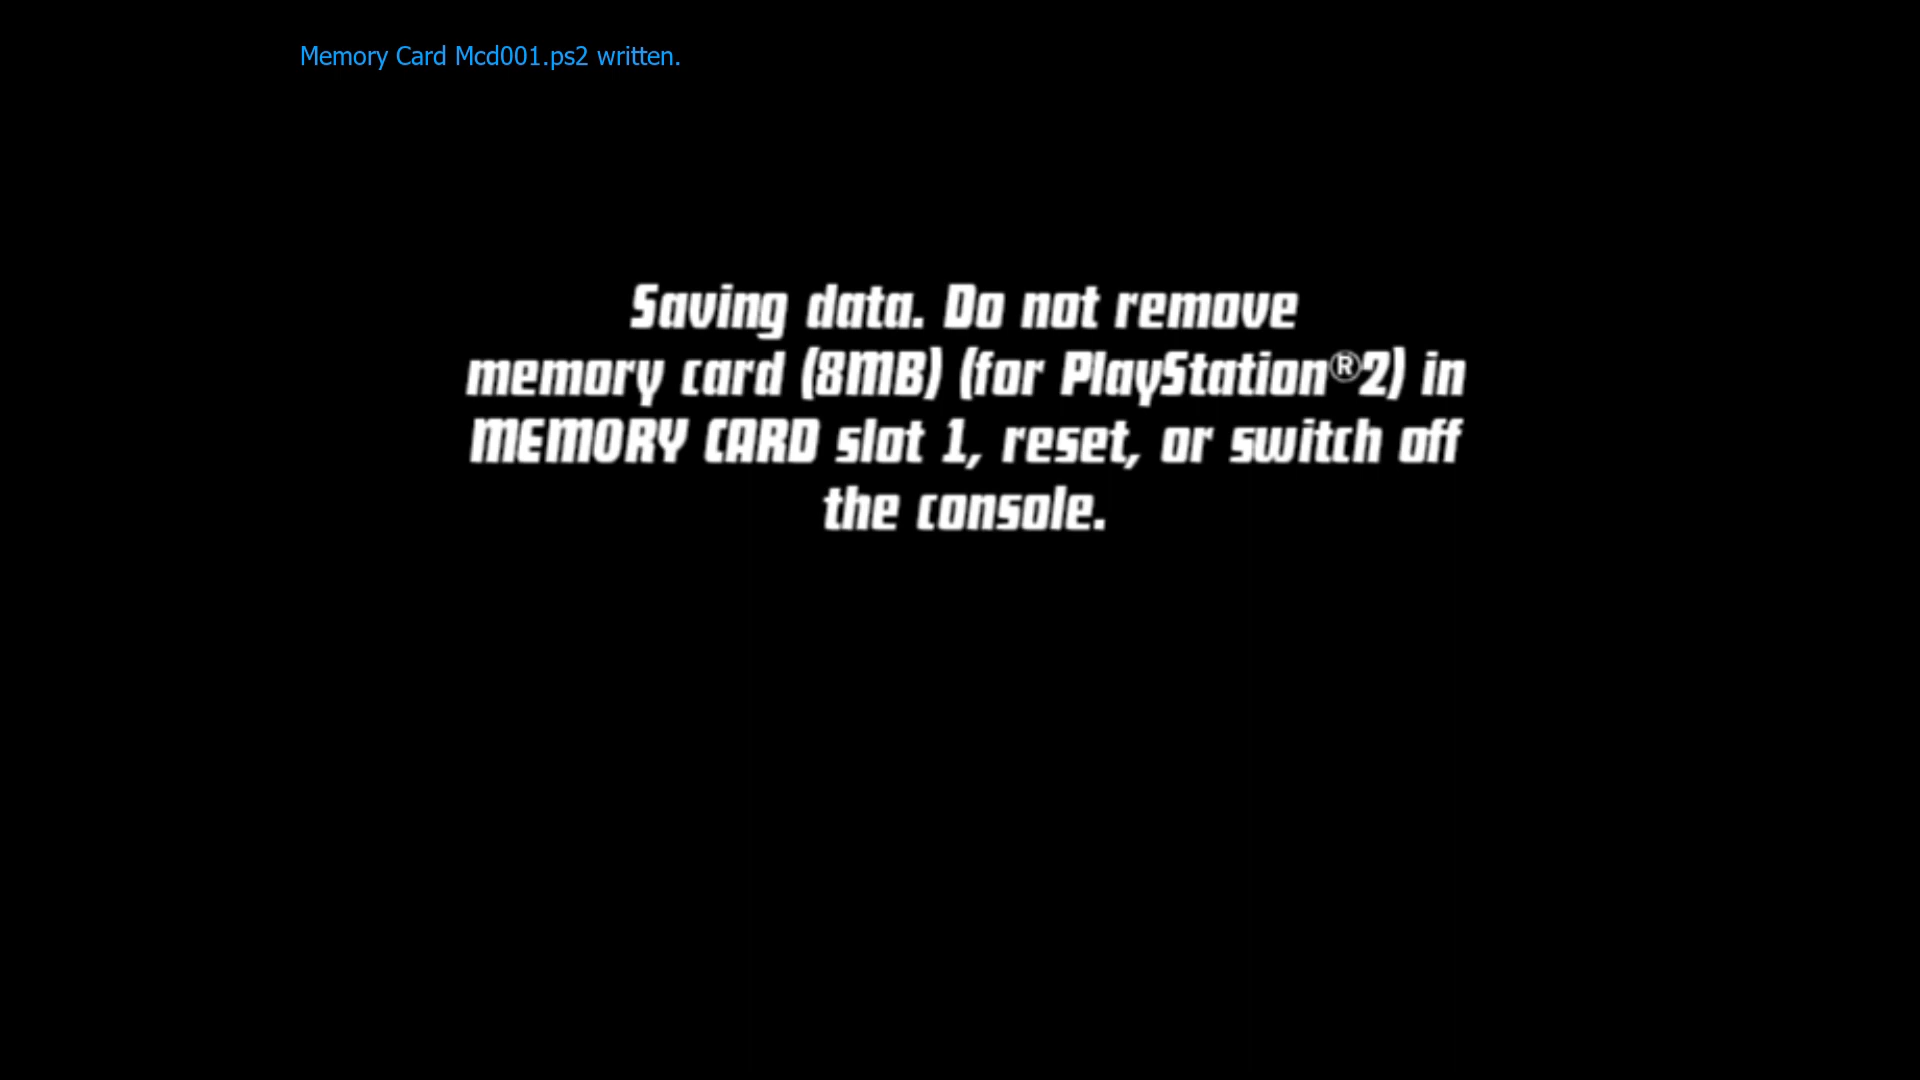 Memory Card Mcd001.ps2 written.
Saving data. Do not remove
memory card (8MB) (for PlayStation®2) in
MEMORY CARD slot 1, reset, or switch off
the console.